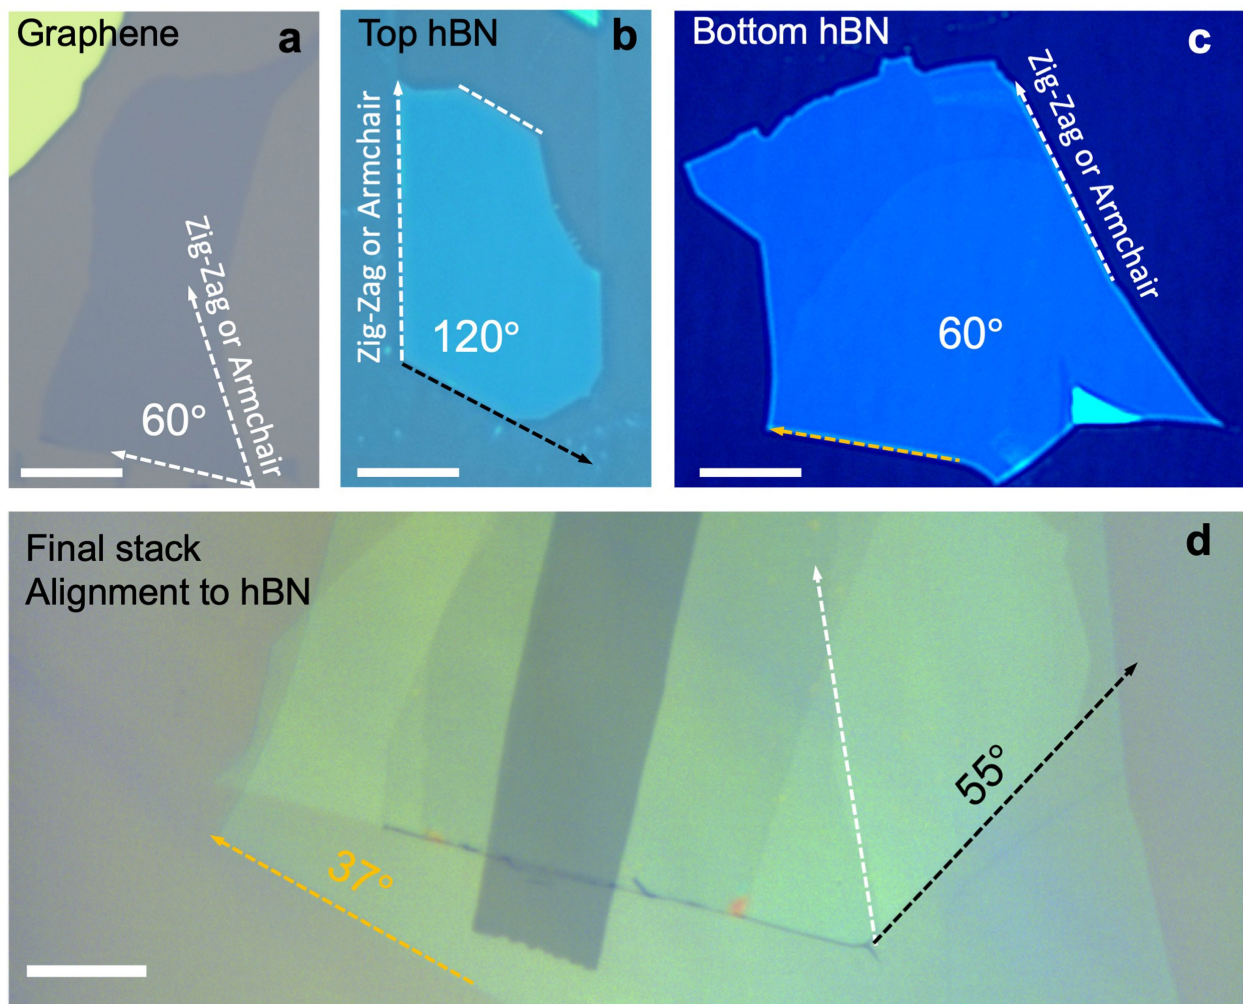 Graphene
a
Zig-Zag or Armchair
60°
Top hBN
b
Zig-Zag or Armchair
120°
Bottom hBN
c
Zig-Zag or Armchair
60°
Final stack
Alignment to hBN
d
37°
55°